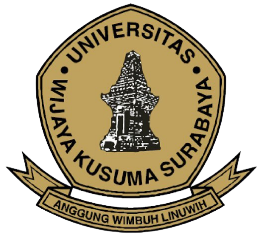 • UNIVERSITAS •
WIJAYA KUSUMA SURABAYA
ANGGUNG WIMBUH LINUWIH